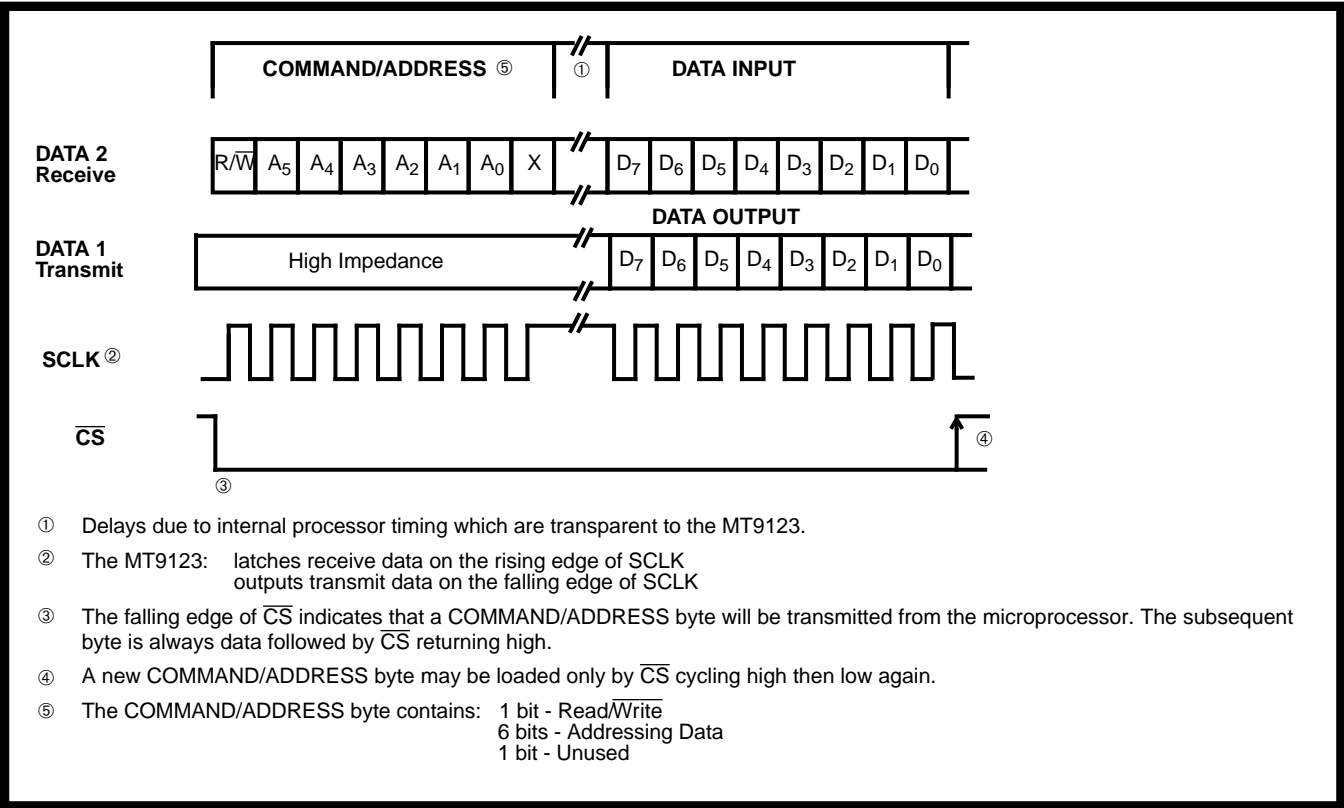 COMMAND/ADDRESS ⑤ ① DATA INPUT
DATA 2
Receive
R/W̅ A5 A4 A3 A2 A1 A0 X D7 D6 D5 D4 D3 D2 D1 D0
DATA OUTPUT
DATA 1
Transmit
High Impedance D7 D6 D5 D4 D3 D2 D1 D0
SCLK ②
C̅S̅
④
③
① Delays due to internal processor timing which are transparent to the MT9123.
② The MT9123: latches receive data on the rising edge of SCLK
outputs transmit data on the falling edge of SCLK
③ The falling edge of C̅S̅ indicates that a COMMAND/ADDRESS byte will be transmitted from the microprocessor. The subsequent
byte is always data followed by C̅S̅ returning high.
④ A new COMMAND/ADDRESS byte may be loaded only by C̅S̅ cycling high then low again.
⑤ The COMMAND/ADDRESS byte contains: 1 bit - Read/W̅r̅i̅t̅e̅
6 bits - Addressing Data
1 bit - Unused